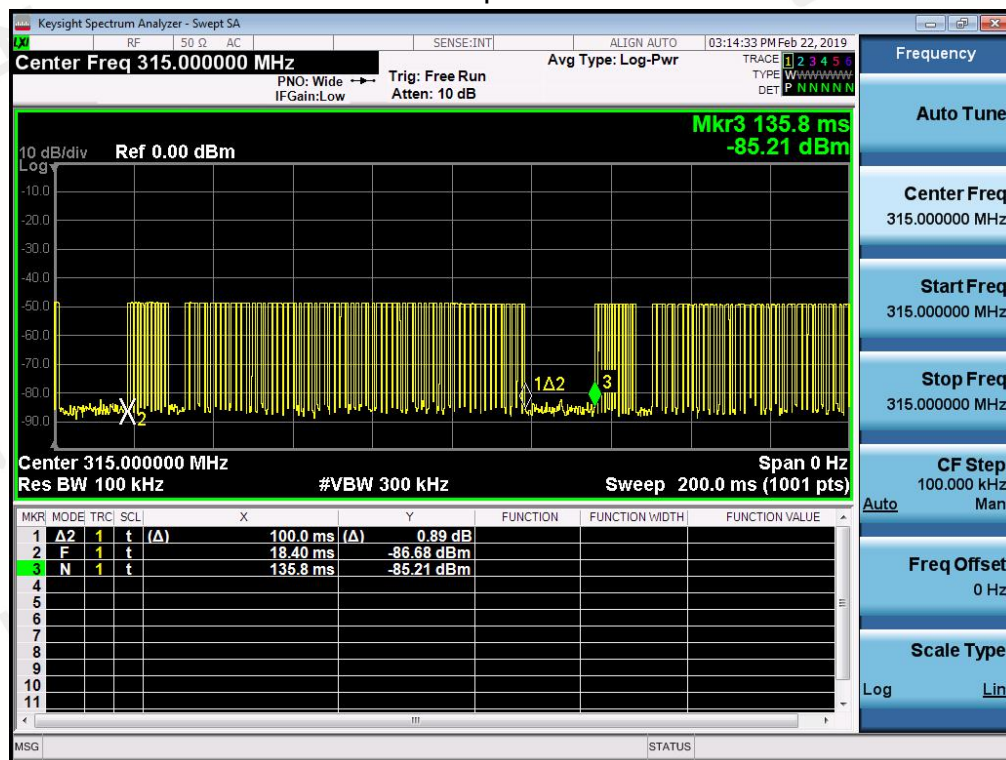 Keysight Spectrum Analyzer - Swept SA
LXI RF 50 Ω AC SENSE:INT ALIGN AUTO 03:14:33 PM Feb 22, 2019
Center Freq 315.000000 MHz
PNO: Wide
IFGain:Low
Trig: Free Run
Atten: 10 dB
Avg Type: Log-Pwr
TRACE 1 2 3 4 5 6
TYPE W W W W W W
DET P N N N N N
Mkr3 135.8 ms
-85.21 dBm
10 dB/div Ref 0.00 dBm
Log
-10.0
-20.0
-30.0
-40.0
-50.0
-60.0
-70.0
-80.0
-90.0
2
1Δ2
3
Center 315.000000 MHz Span 0 Hz
Res BW 100 kHz #VBW 300 kHz Sweep 200.0 ms (1001 pts)
MKR MODE TRC SCL X Y FUNCTION FUNCTION WIDTH FUNCTION VALUE
1 Δ2 1 t (Δ) 100.0 ms (Δ) 0.89 dB
2 F 1 t 18.40 ms -86.68 dBm
3 N 1 t 135.8 ms -85.21 dBm
4
5
6
7
8
9
10
11
MSG STATUS
Frequency
Auto Tune
Center Freq
315.000000 MHz
Start Freq
315.000000 MHz
Stop Freq
315.000000 MHz
CF Step
100.000 kHz
Auto Man
Freq Offset
0 Hz
Scale Type
Log Lin